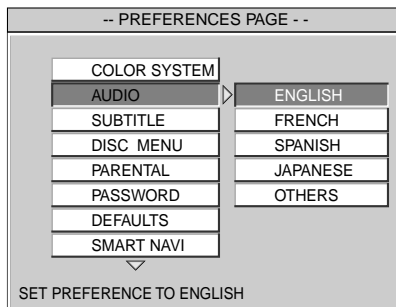 -- PREFERENCES PAGE - -
COLOR SYSTEM
AUDIO
ENGLISH
SUBTITLE
FRENCH
DISC MENU
SPANISH
PARENTAL
JAPANESE
PASSWORD
OTHERS
DEFAULTS
SMART NAVI
SET PREFERENCE TO ENGLISH